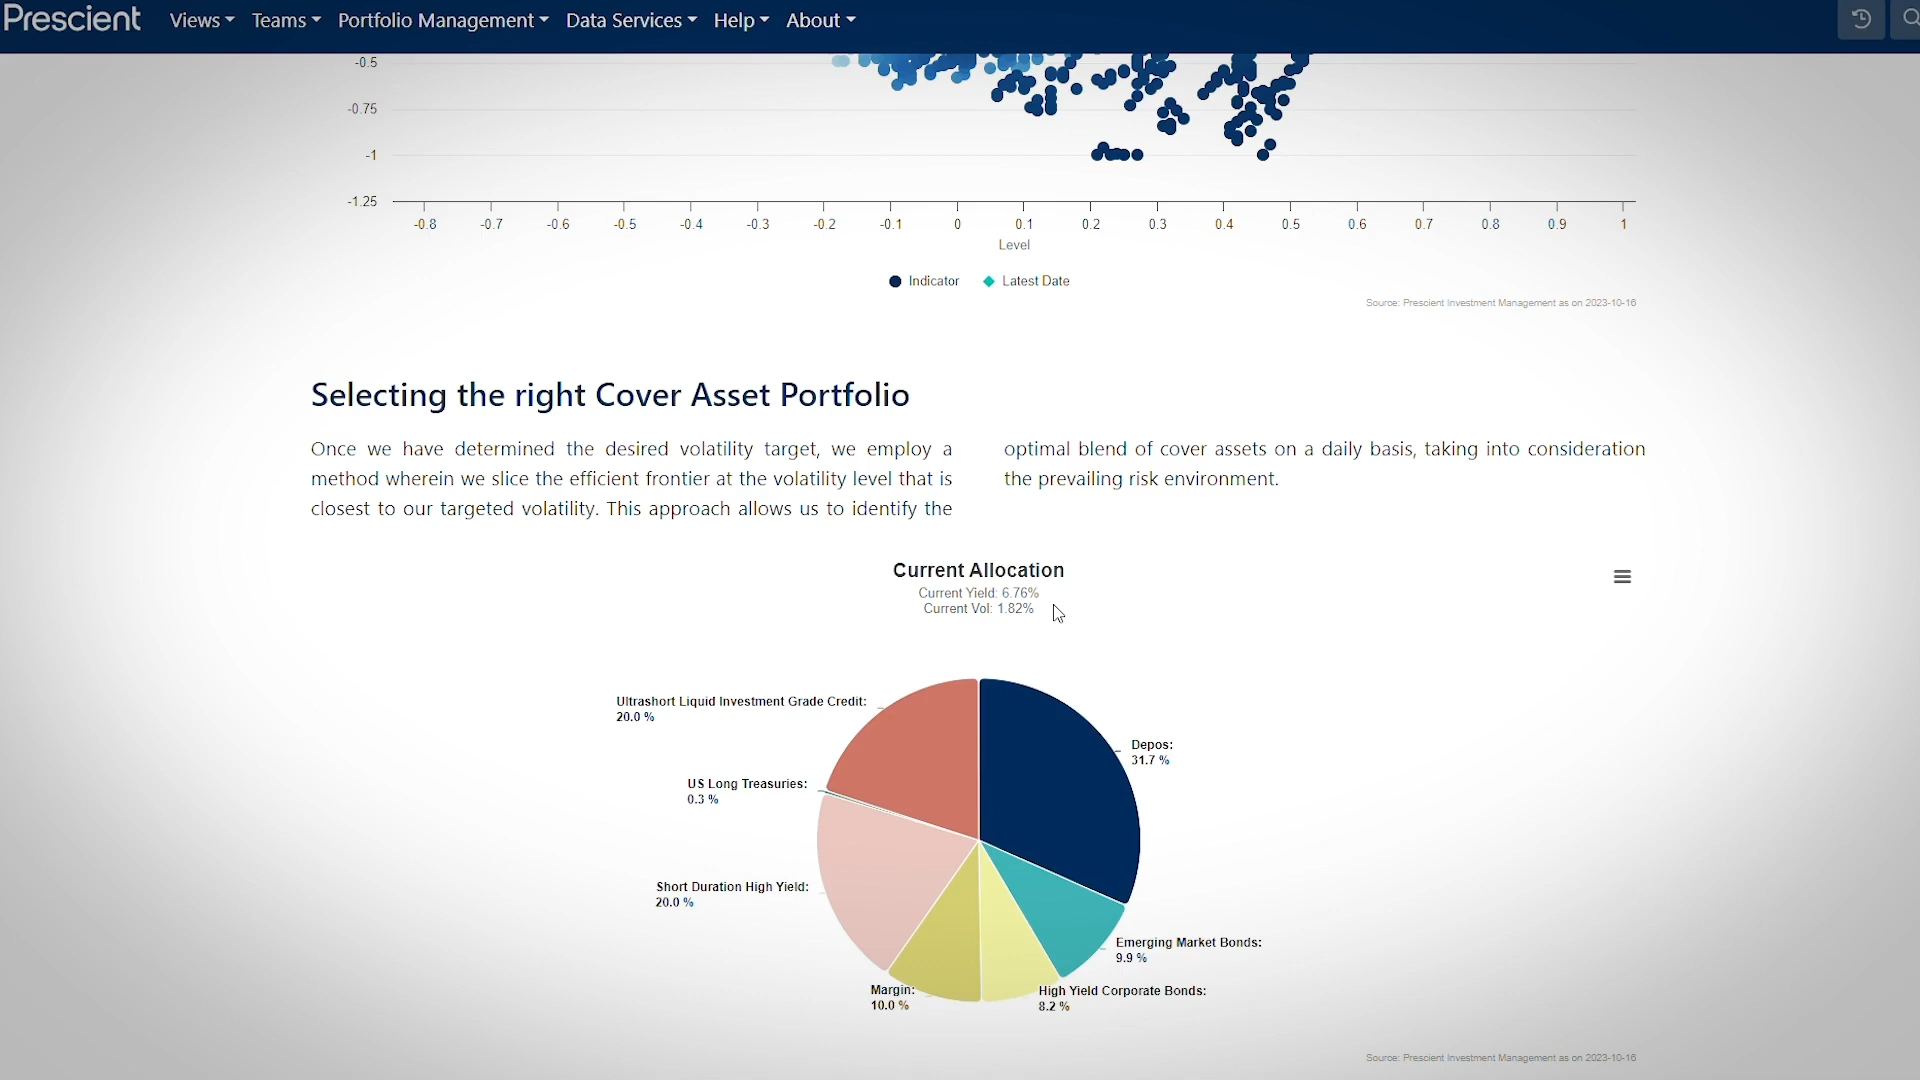 Prescient
Views Teams Portfolio Management Data Services Help About
-0.5
-0.75
-1
-1.25
-0.8 -0.7 -0.6 -0.5 -0.4 -0.3 -0.2 -0.1 0 0.1 0.2 0.3 0.4 0.5 0.6 0.7 0.8 0.9 1
Level
Indicator Latest Date
Source: Prescient Investment Management as on 2023-10-16
Selecting the right Cover Asset Portfolio
Once we have determined the desired volatility target, we employ a
method wherein we slice the efficient frontier at the volatility level that is
closest to our targeted volatility. This approach allows us to identify the
optimal blend of cover assets on a daily basis, taking into consideration
the prevailing risk environment.
Current Allocation
Current Yield: 6.76%
Current Vol: 1.82%
Ultrashort Liquid Investment Grade Credit:
20.0 %
Depos:
31.7 %
US Long Treasuries:
0.3 %
Short Duration High Yield:
20.0 %
Emerging Market Bonds:
9.9 %
Margin:
10.0 %
High Yield Corporate Bonds:
8.2 %
Source: Prescient Investment Management as on 2023-10-16